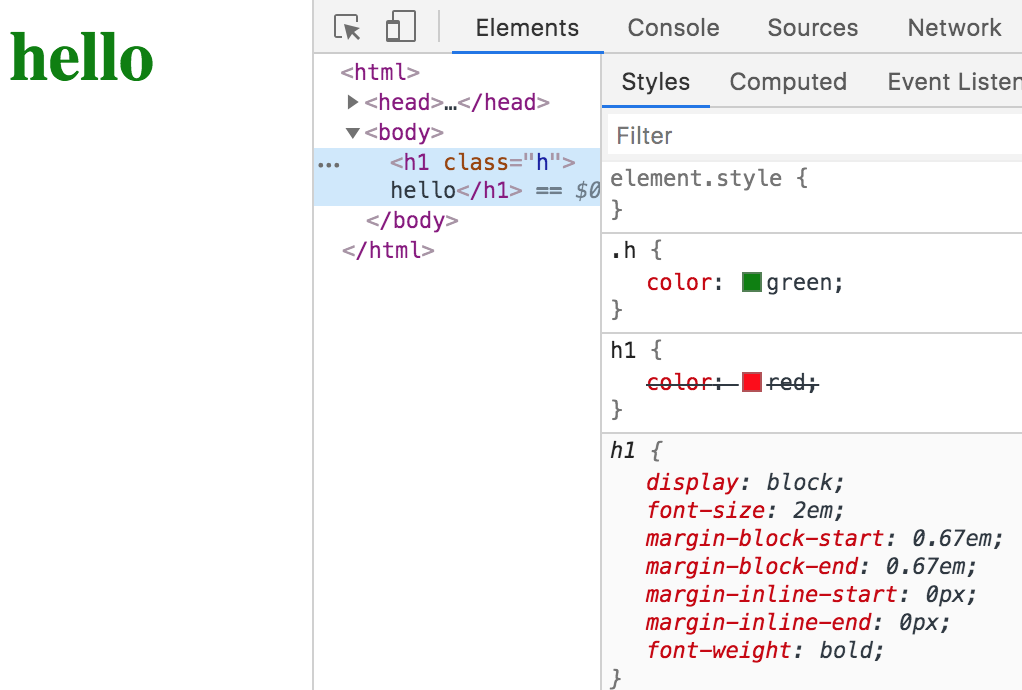 hello
Elements Console Sources Network
<html>
<head>…</head>
<body>
<h1 class="h">
hello</h1> == $0
</body>
</html>
Styles Computed Event Listen
Filter
element.style {
}
.h {
color: green;
}
h1 {
color: red;
}
h1 {
display: block;
font-size: 2em;
margin-block-start: 0.67em;
margin-block-end: 0.67em;
margin-inline-start: 0px;
margin-inline-end: 0px;
font-weight: bold;
}